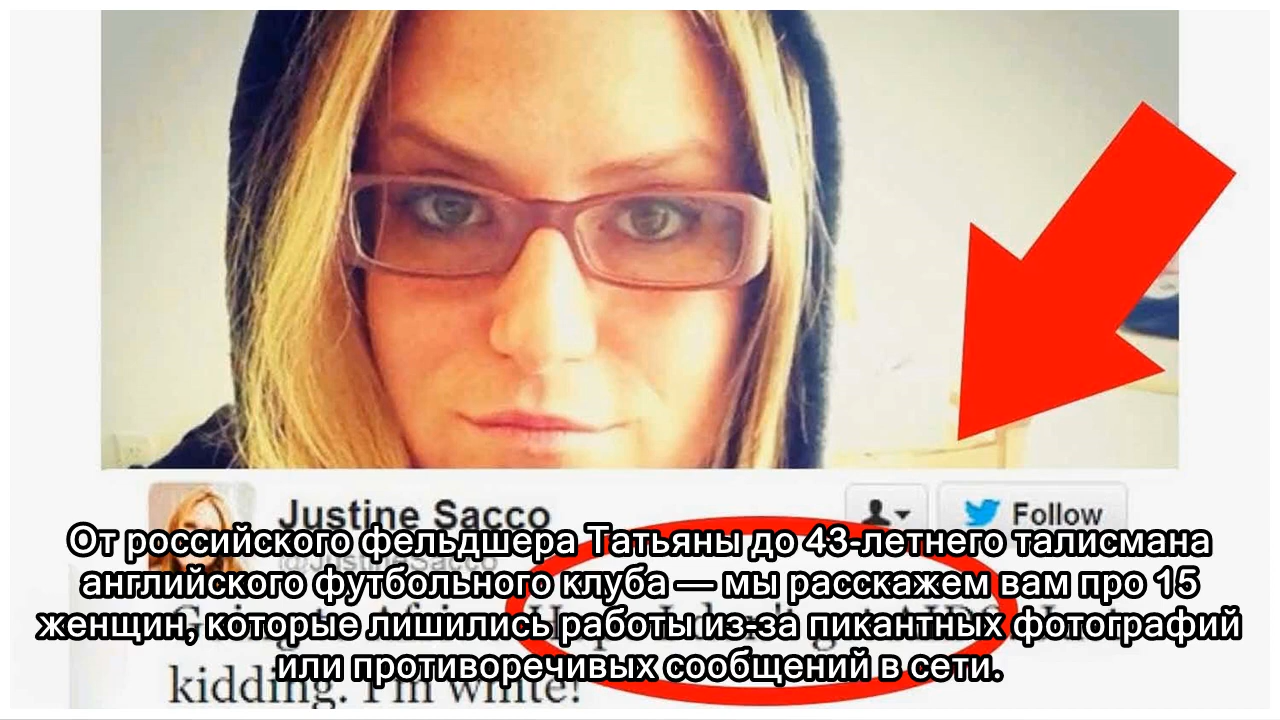 Justine Sacco
Follow
От российского фельдшера Татьяны до 43-летнего талисмана
английского футбольного клуба — мы расскажем вам про 15
женщин, которые лишились работы из-за пикантных фотографий
или противоречивых сообщений в сети.
kidding. I'm white!